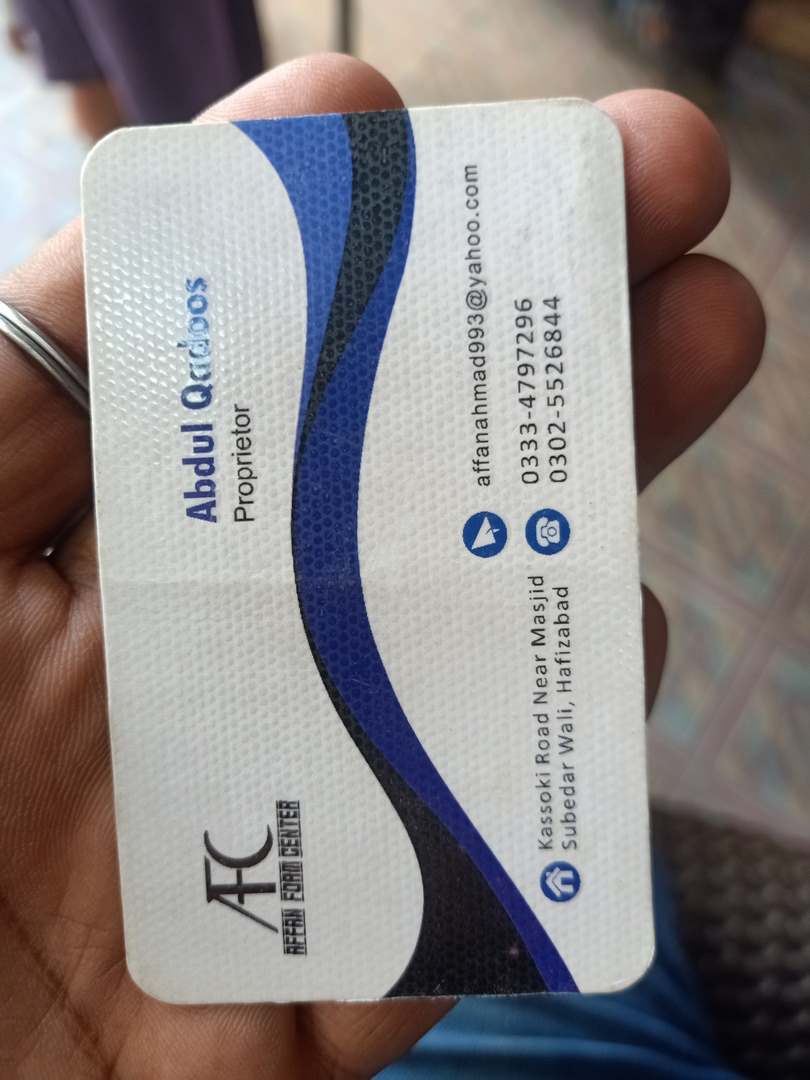 AFC
AFFAN FOAM CENTER
Abdul Qadoos
Proprietor
affanahmad993@yahoo.com
0333-4797296
0302-5526844
Kassoki Road Near Masjid
Subedar Wali, Hafizabad